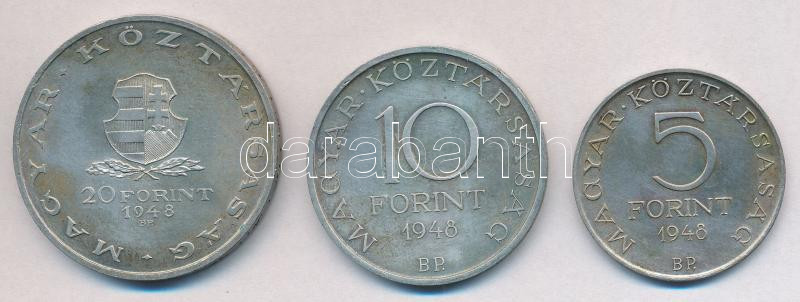 MAGYAR · KÖZTÁRSASÁG ·
20 FORINT
1948
BP.
MAGYAR · KÖZTÁRSASÁG
10
FORINT
1948
BP.
MAGYAR · KÖZTÁRSASÁG
5
FORINT
1948
BP.
darabanth